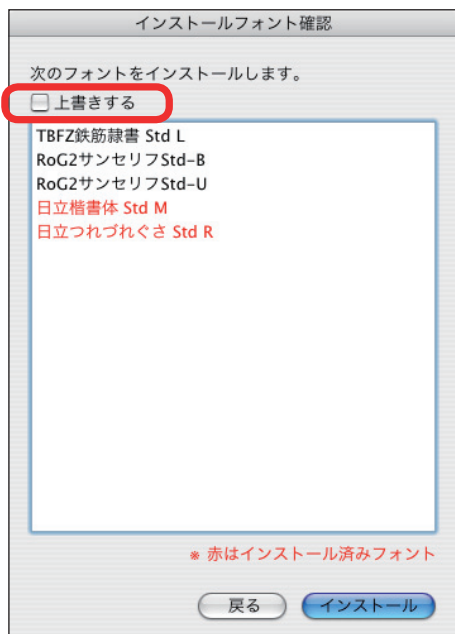 インストールフォント確認
次のフォントをインストールします。
上書きする
TBFZ鉄筋隷書 Std L
RoG2サンセリフStd-B
RoG2サンセリフStd-U
日立楷書体 Std M
日立つれづれぐさ Std R
※ 赤はインストール済みフォント
戻る
インストール